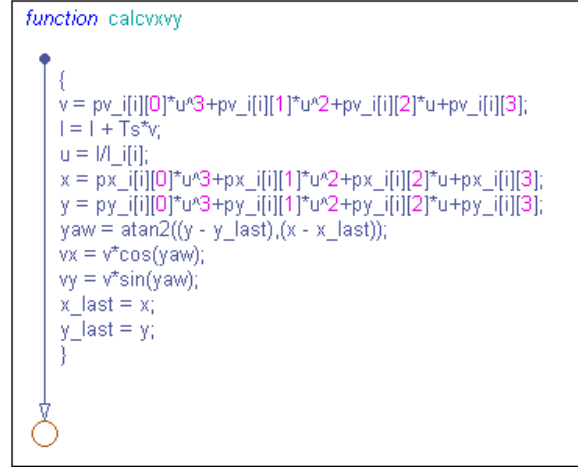 function calcvxvy
{
v = pv_i[i][0]*u^3+pv_i[i][1]*u^2+pv_i[i][2]*u+pv_i[i][3];
l = l + Ts*v;
u = l/l_i[i];
x = px_i[i][0]*u^3+px_i[i][1]*u^2+px_i[i][2]*u+px_i[i][3];
y = py_i[i][0]*u^3+py_i[i][1]*u^2+py_i[i][2]*u+py_i[i][3];
yaw = atan2((y - y_last),(x - x_last));
vx = v*cos(yaw);
vy = v*sin(yaw);
x_last = x;
y_last = y;
}